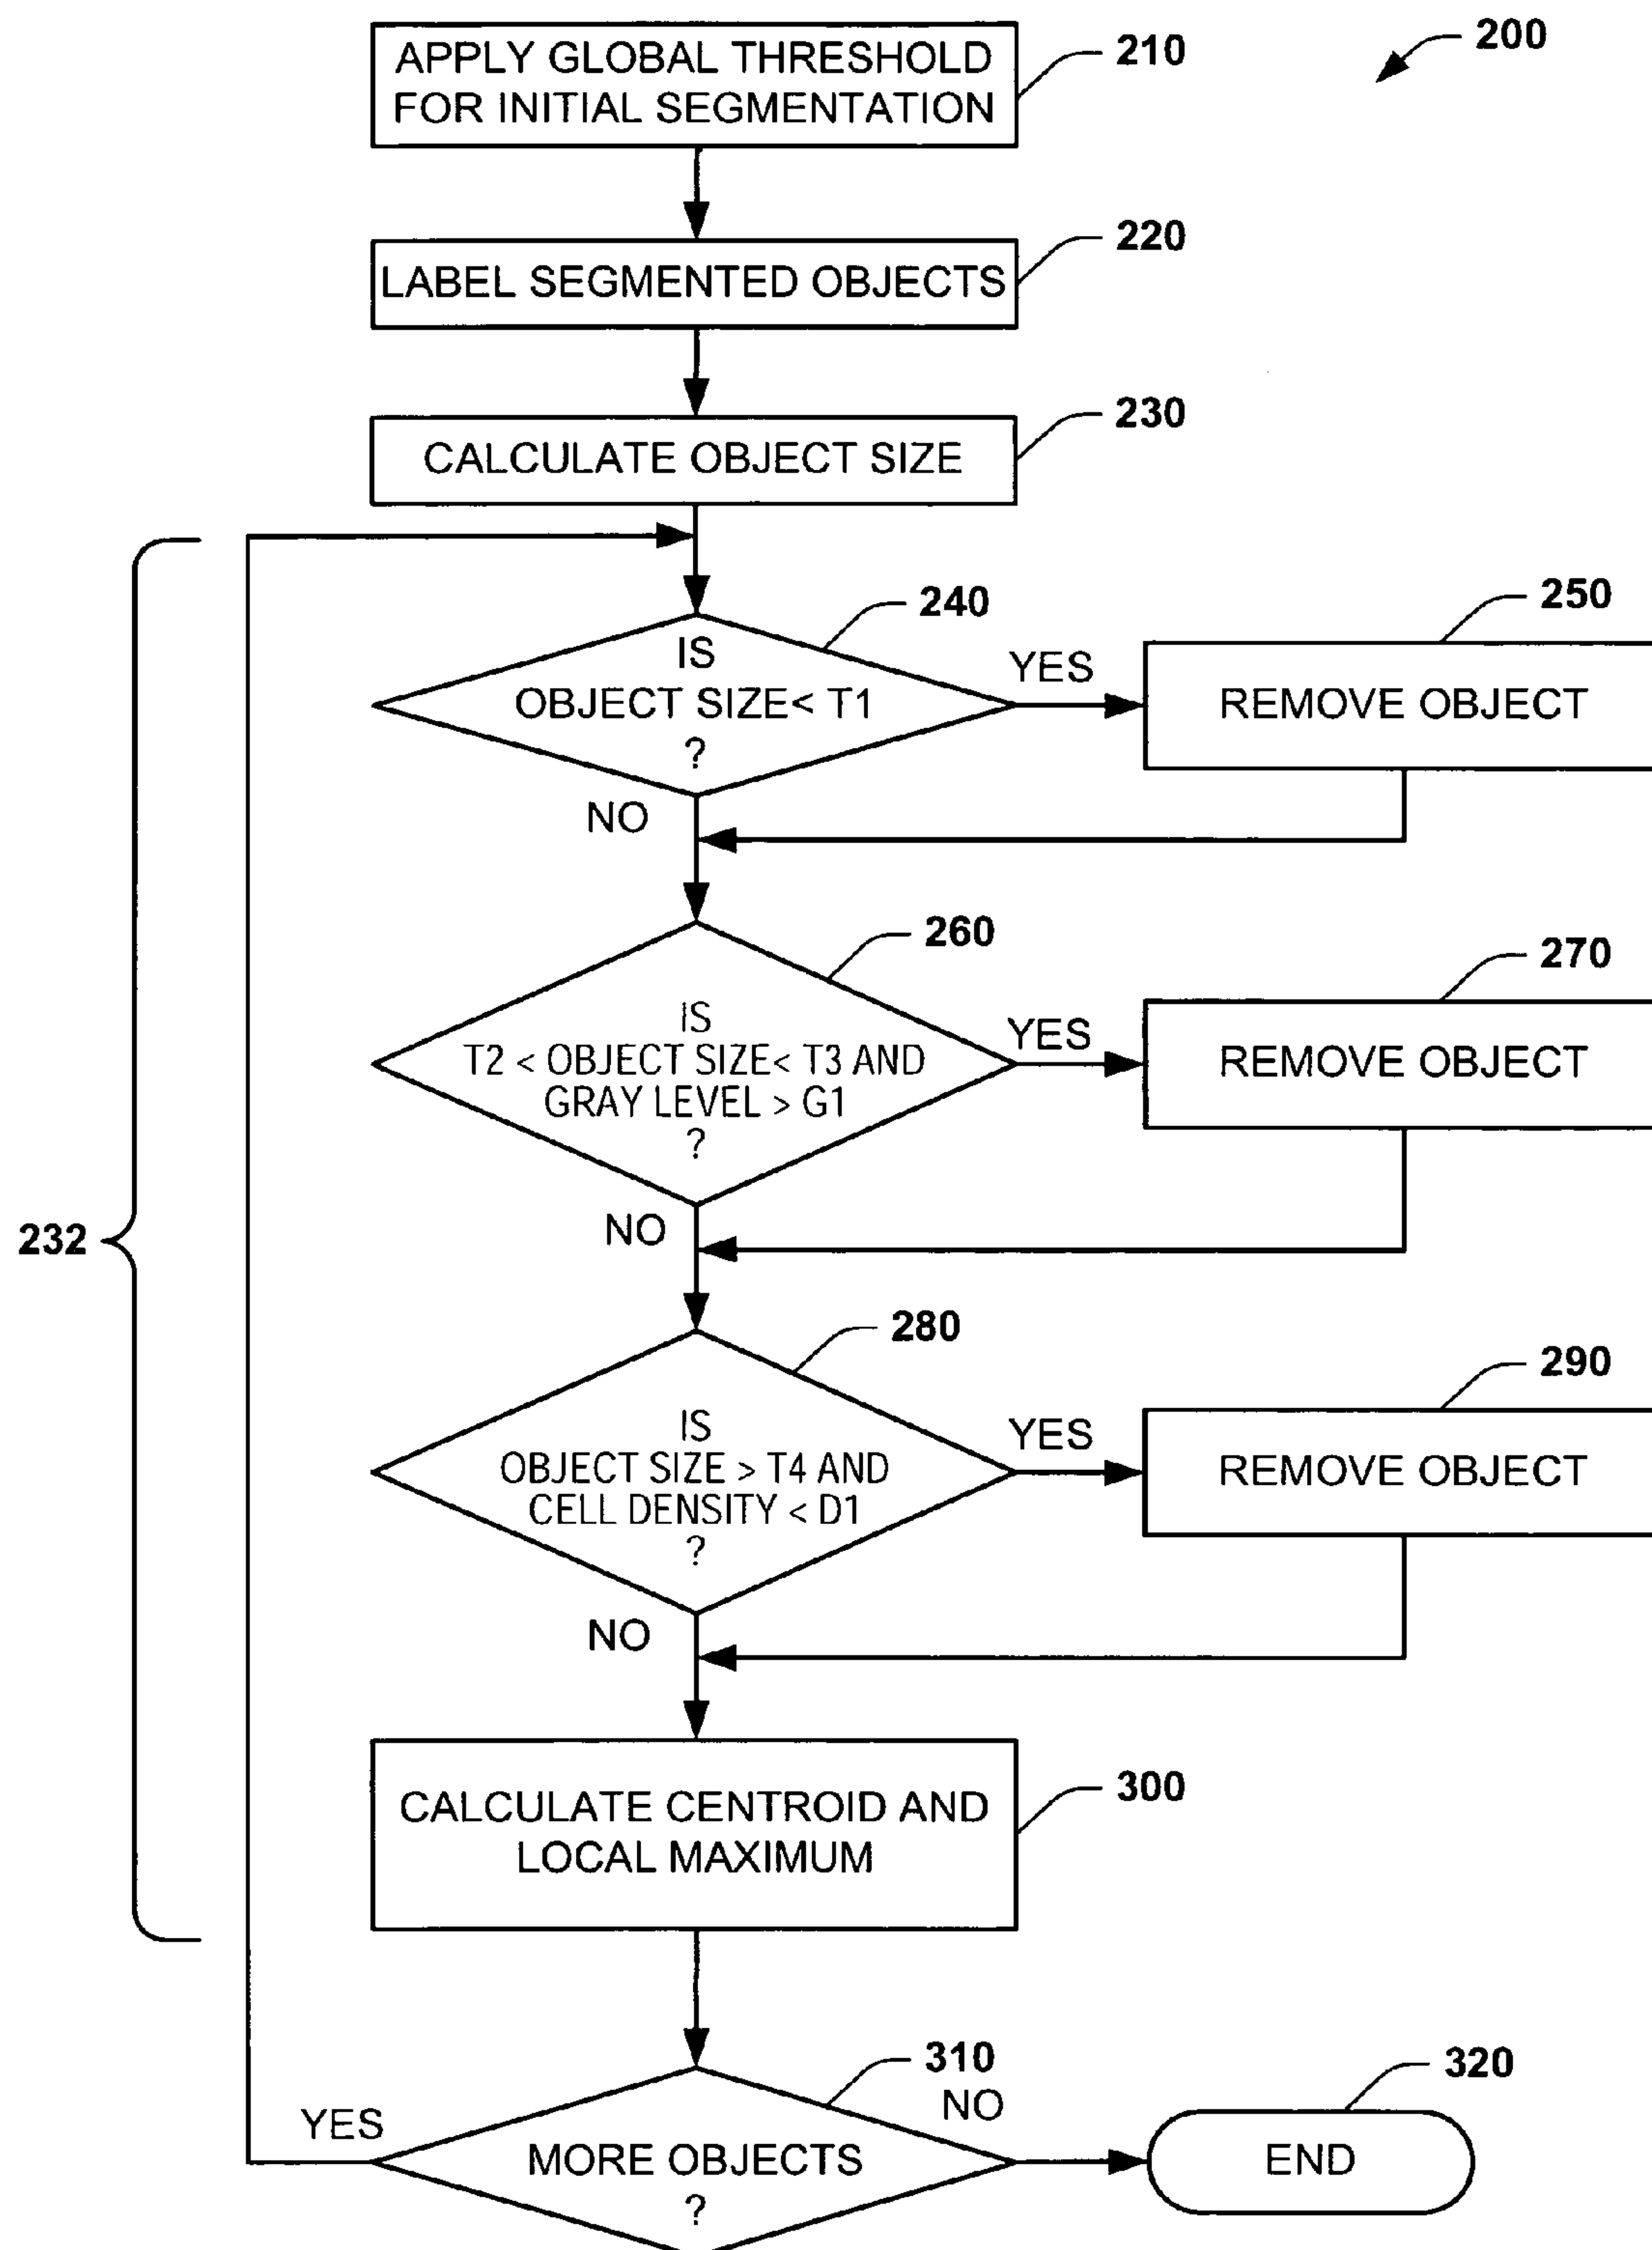 200
APPLY GLOBAL THRESHOLD
FOR INITIAL SEGMENTATION
210
LABEL SEGMENTED OBJECTS
220
CALCULATE OBJECT SIZE
230
232
IS
OBJECT SIZE< T1
?
240
YES
NO
REMOVE OBJECT
250
IS
T2 < OBJECT SIZE< T3 AND
GRAY LEVEL > G1
?
260
YES
NO
REMOVE OBJECT
270
IS
OBJECT SIZE > T4 AND
CELL DENSITY < D1
?
280
YES
NO
REMOVE OBJECT
290
CALCULATE CENTROID AND
LOCAL MAXIMUM
300
MORE OBJECTS
?
310
YES
NO
END
320